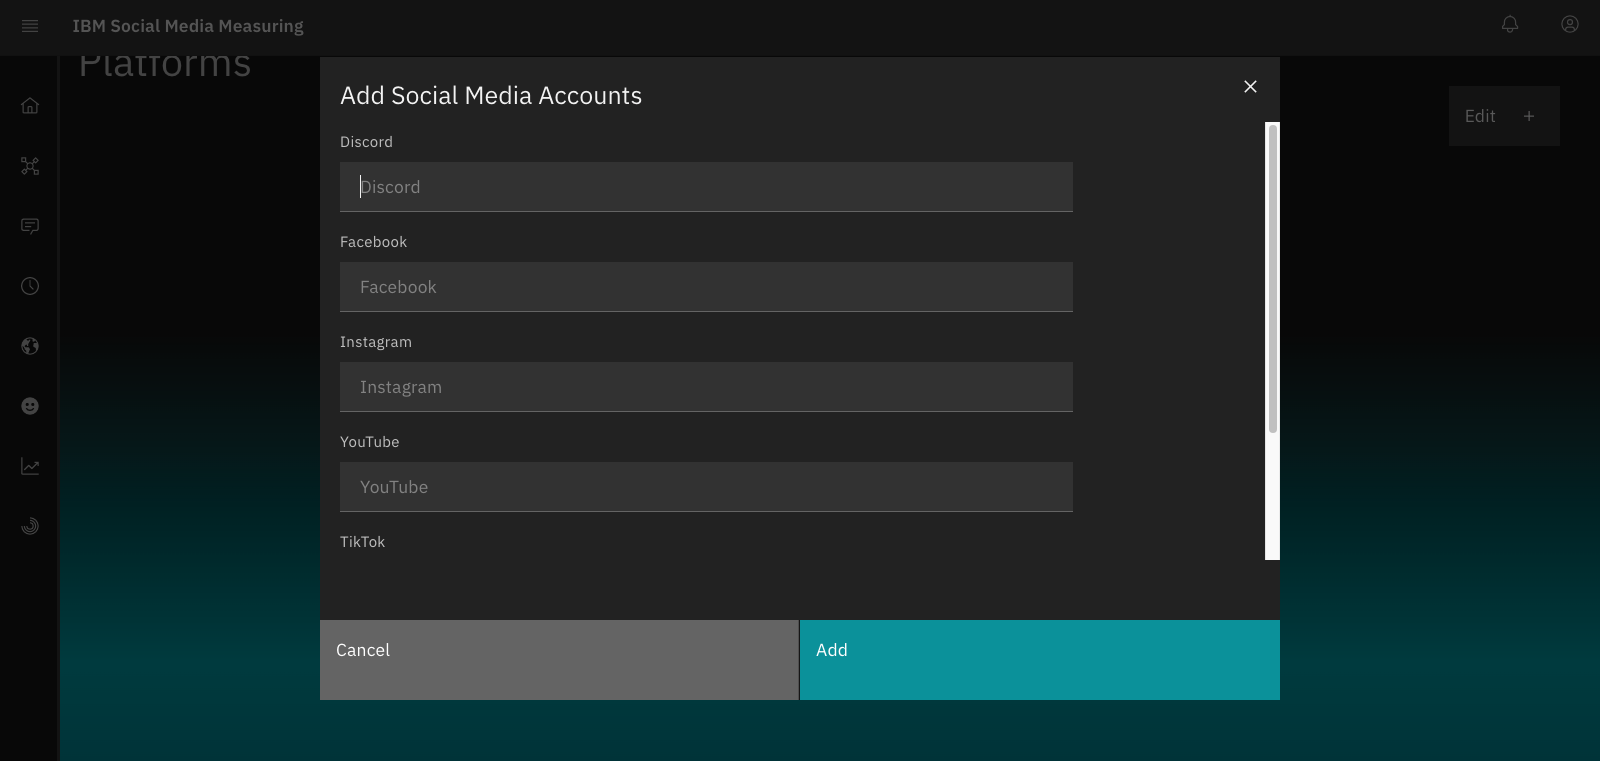 IBM Social Media Measuring
Platforms
Edit +
Add Social Media Accounts
Discord
Discord
Facebook
Facebook
Instagram
Instagram
YouTube
YouTube
TikTok
Cancel
Add